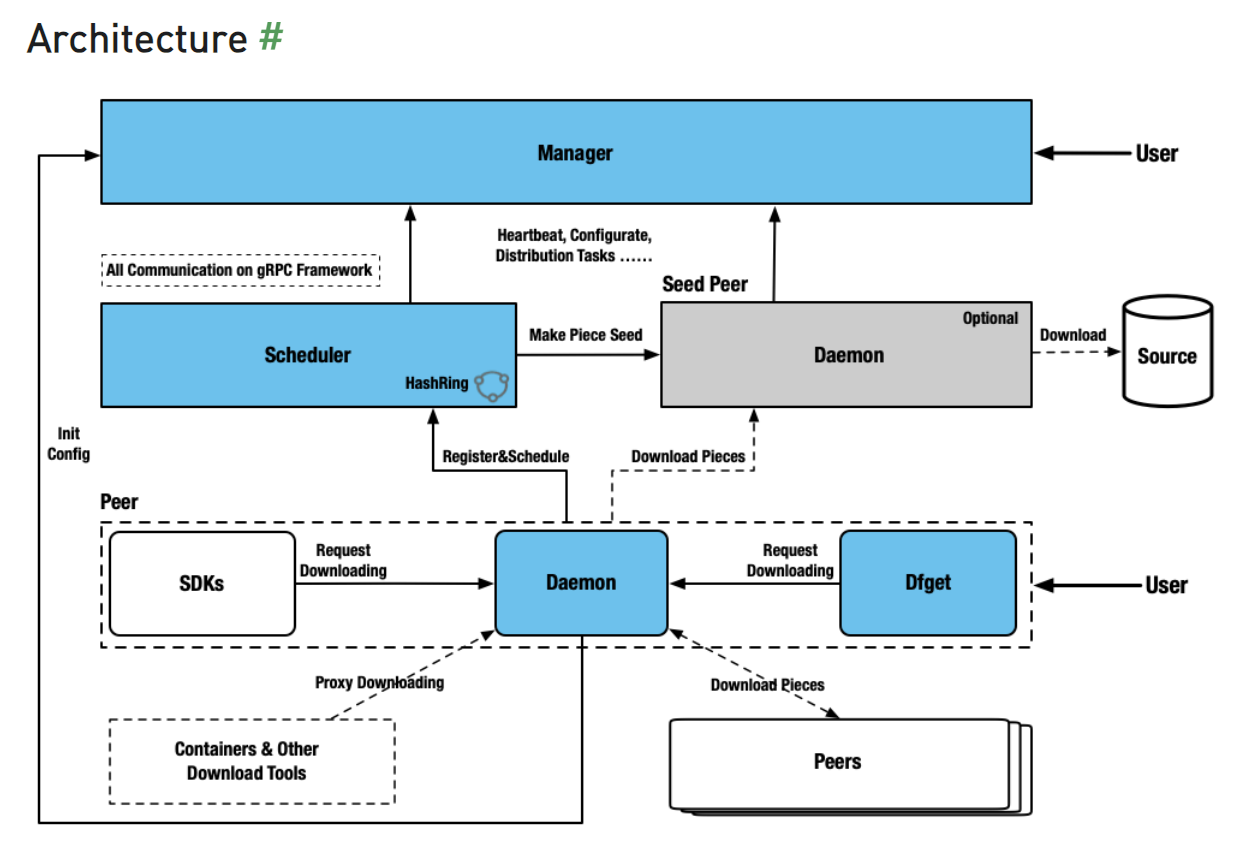 Architecture #
Manager
User
Heartbeat, Configurate,
Distribution Tasks ......
All Communication on gRPC Framework
Seed Peer
Scheduler
HashRing
Make Piece Seed
Optional
Daemon
Download
Source
Init
Config
Register&Schedule
Download Pieces
Peer
SDKs
Request
Downloading
Daemon
Request
Downloading
Dfget
User
Proxy Downloading
Download Pieces
Containers & Other
Download Tools
Peers